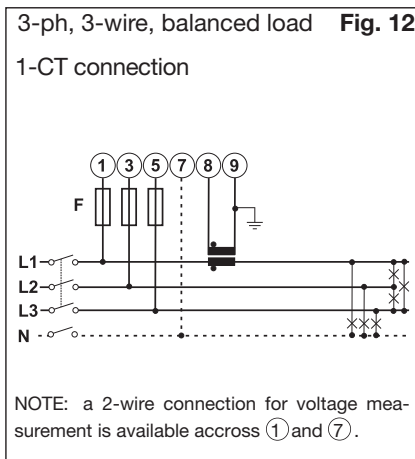 3-ph, 3-wire, balanced load Fig. 12
1-CT connection
1 3 5 7 8 9
F
L1
L2
L3
N
NOTE: a 2-wire connection for voltage mea-
surement is available accross 1 and 7.